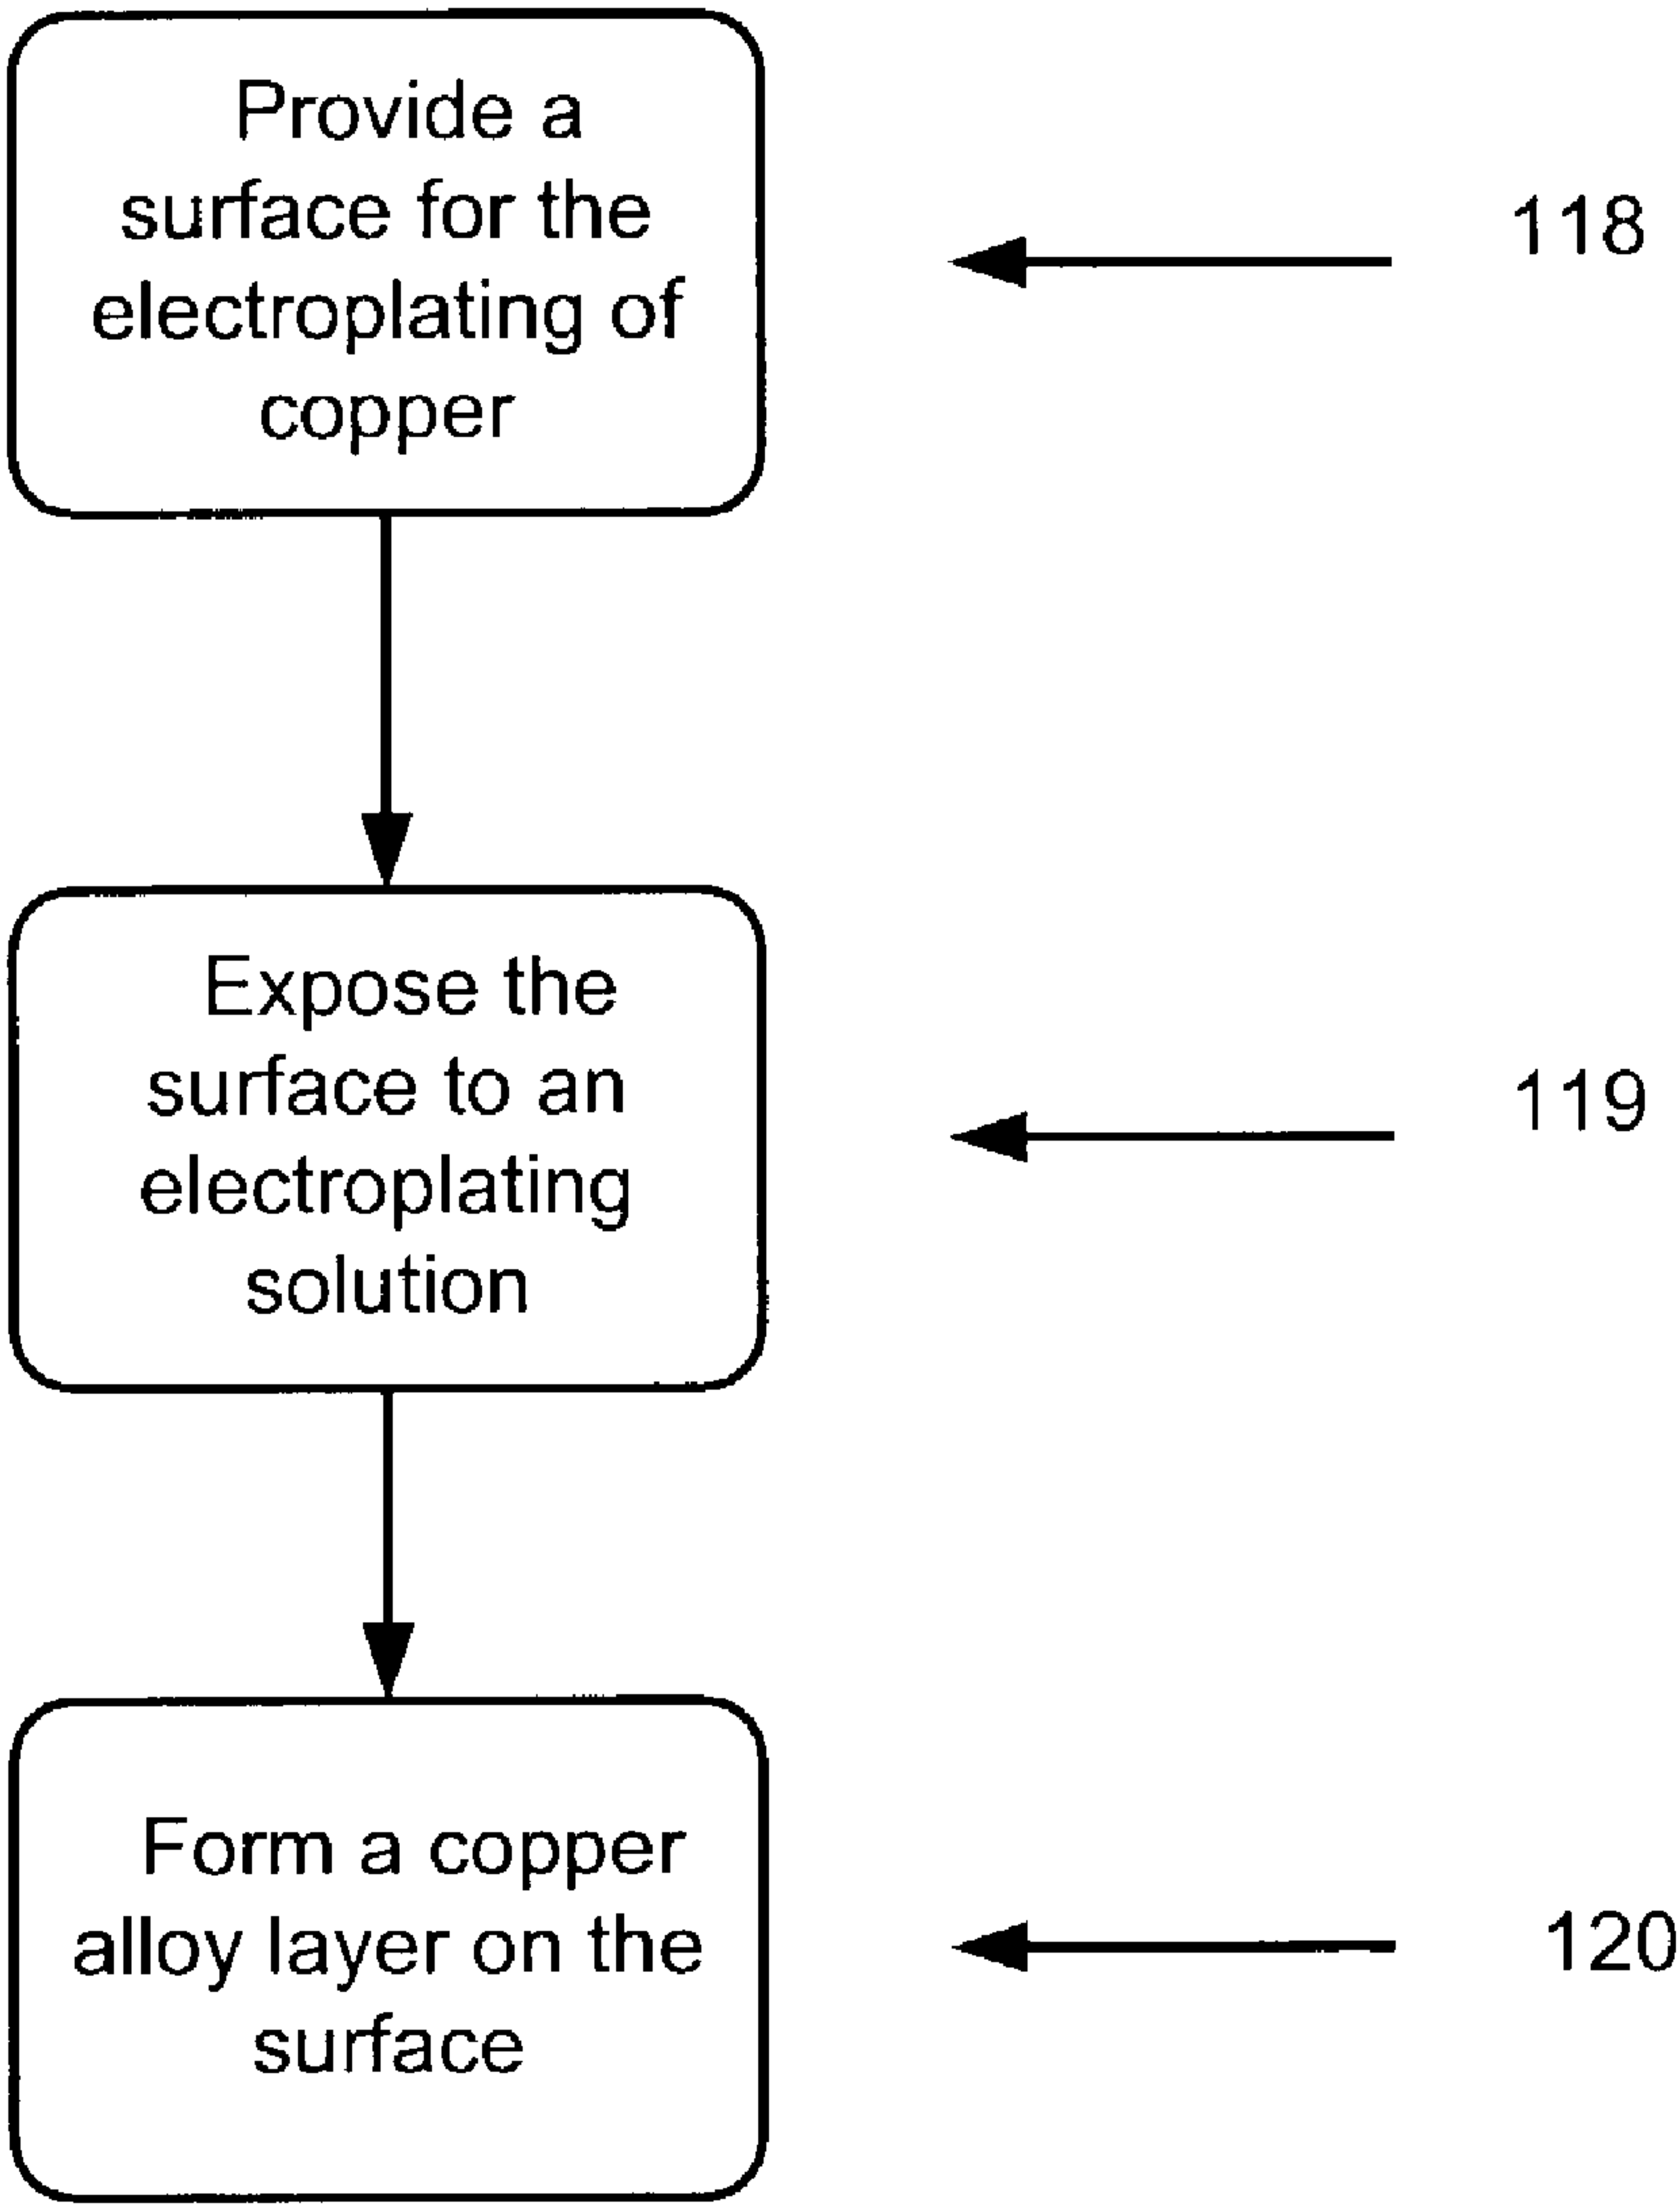 Provide a
surface for the
electroplating of
copper
118
Expose the
surface to an
electroplating
solution
119
Form a copper
alloy layer on the
surface
120